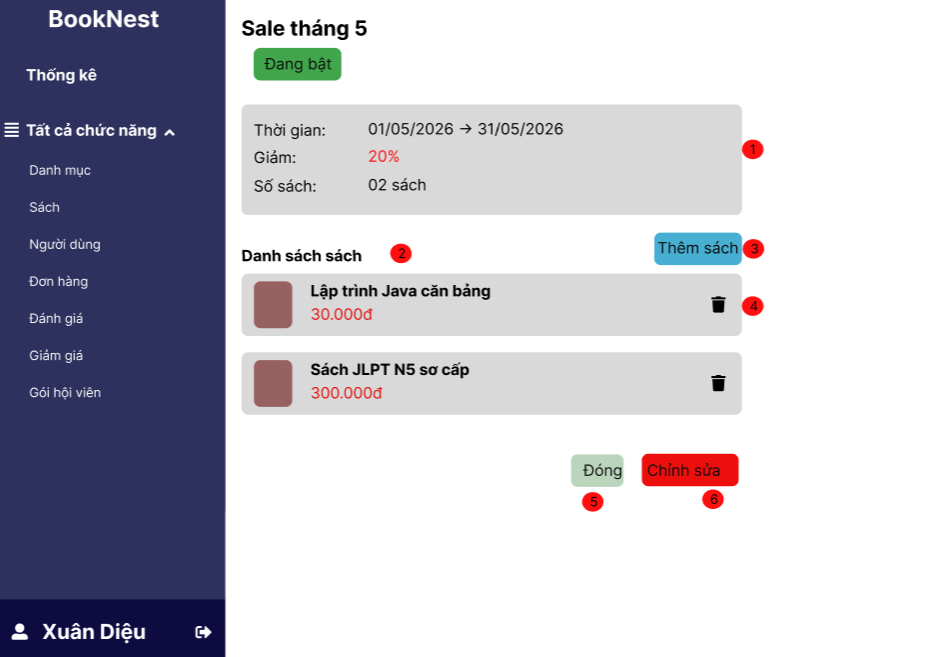 BookNest
Thống kê
Tất cả chức năng
Danh mục
Sách
Người dùng
Đơn hàng
Đánh giá
Giảm giá
Gói hội viên
Xuân Diệu
Sale tháng 5
Đang bật
Thời gian: 01/05/2026 → 31/05/2026
Giảm: 20%
Số sách: 02 sách
1
Danh sách sách 2
Thêm sách 3
Lập trình Java căn bảng
30.000đ
4
Sách JLPT N5 sơ cấp
300.000đ
Đóng Chỉnh sửa
5 6